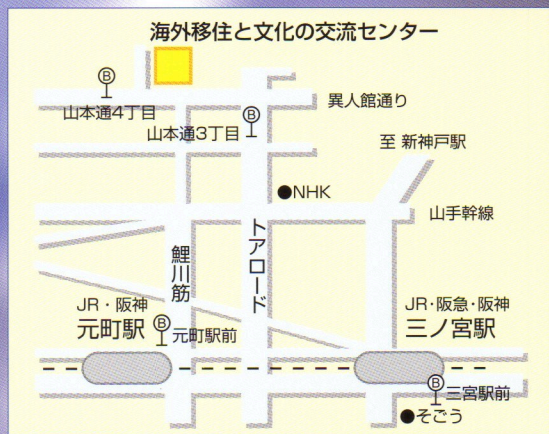 海外移住と文化の交流センター
B
山本通4丁目
異人館通り
B
山本通3丁目
至 新神戸駅
●NHK
山手幹線
トアロード
鯉川筋
JR・阪神
元町駅
B
元町駅前
JR・阪急・阪神
三ノ宮駅
B
三宮駅前
●そごう